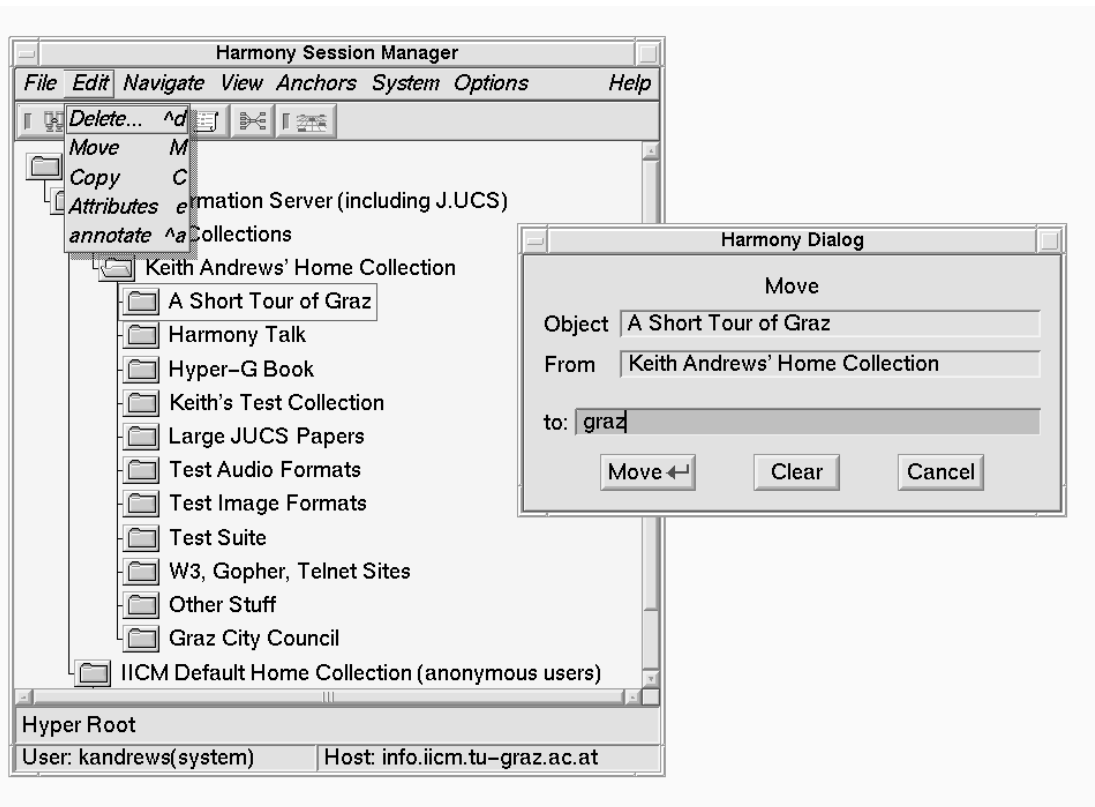 Harmony Session Manager
File Edit Navigate View Anchors System Options Help
Delete... ^d
Move M
Copy C
Attributes e
annotate ^a
rmation Server (including J.UCS)
Collections
Keith Andrews' Home Collection
A Short Tour of Graz
Harmony Talk
Hyper–G Book
Keith's Test Collection
Large JUCS Papers
Test Audio Formats
Test Image Formats
Test Suite
W3, Gopher, Telnet Sites
Other Stuff
Graz City Council
IICM Default Home Collection (anonymous users)
Hyper Root
User: kandrews(system) Host: info.iicm.tu–graz.ac.at
Harmony Dialog
Move
Object A Short Tour of Graz
From Keith Andrews' Home Collection
to: graz
Move Clear Cancel